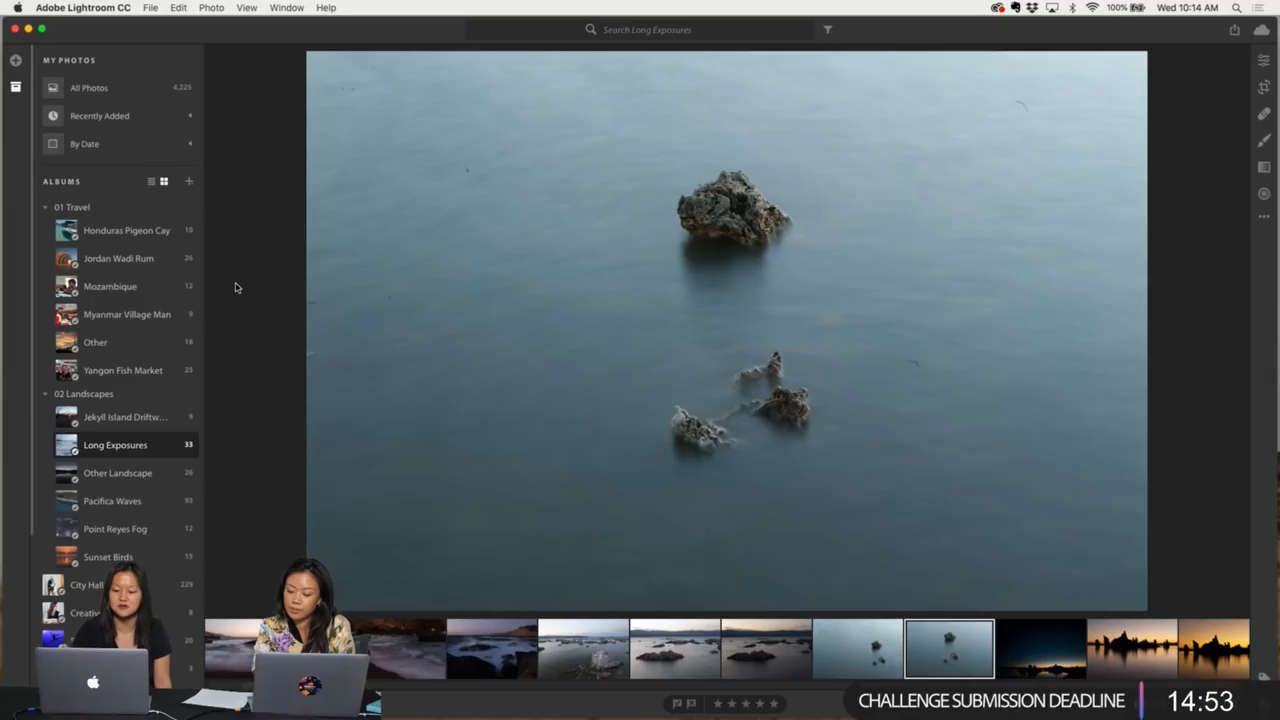 Adobe Lightroom CC File Edit Photo View Window Help 100% Wed 10:14 AM
Search Long Exposures
MY PHOTOS
All Photos 4,225
Recently Added
By Date
ALBUMS
01 Travel
Honduras Pigeon Cay 10
Jordan Wadi Rum 26
Mozambique 12
Myanmar Village Man 9
Other 18
Yangon Fish Market 25
02 Landscapes
Jekyll Island Driftw... 9
Long Exposures 33
Other Landscape 26
Pacifica Waves 93
Point Reyes Fog 12
Sunset Birds 15
City Hall 229
Creativ 8
20
3
CHALLENGE SUBMISSION DEADLINE 14:53